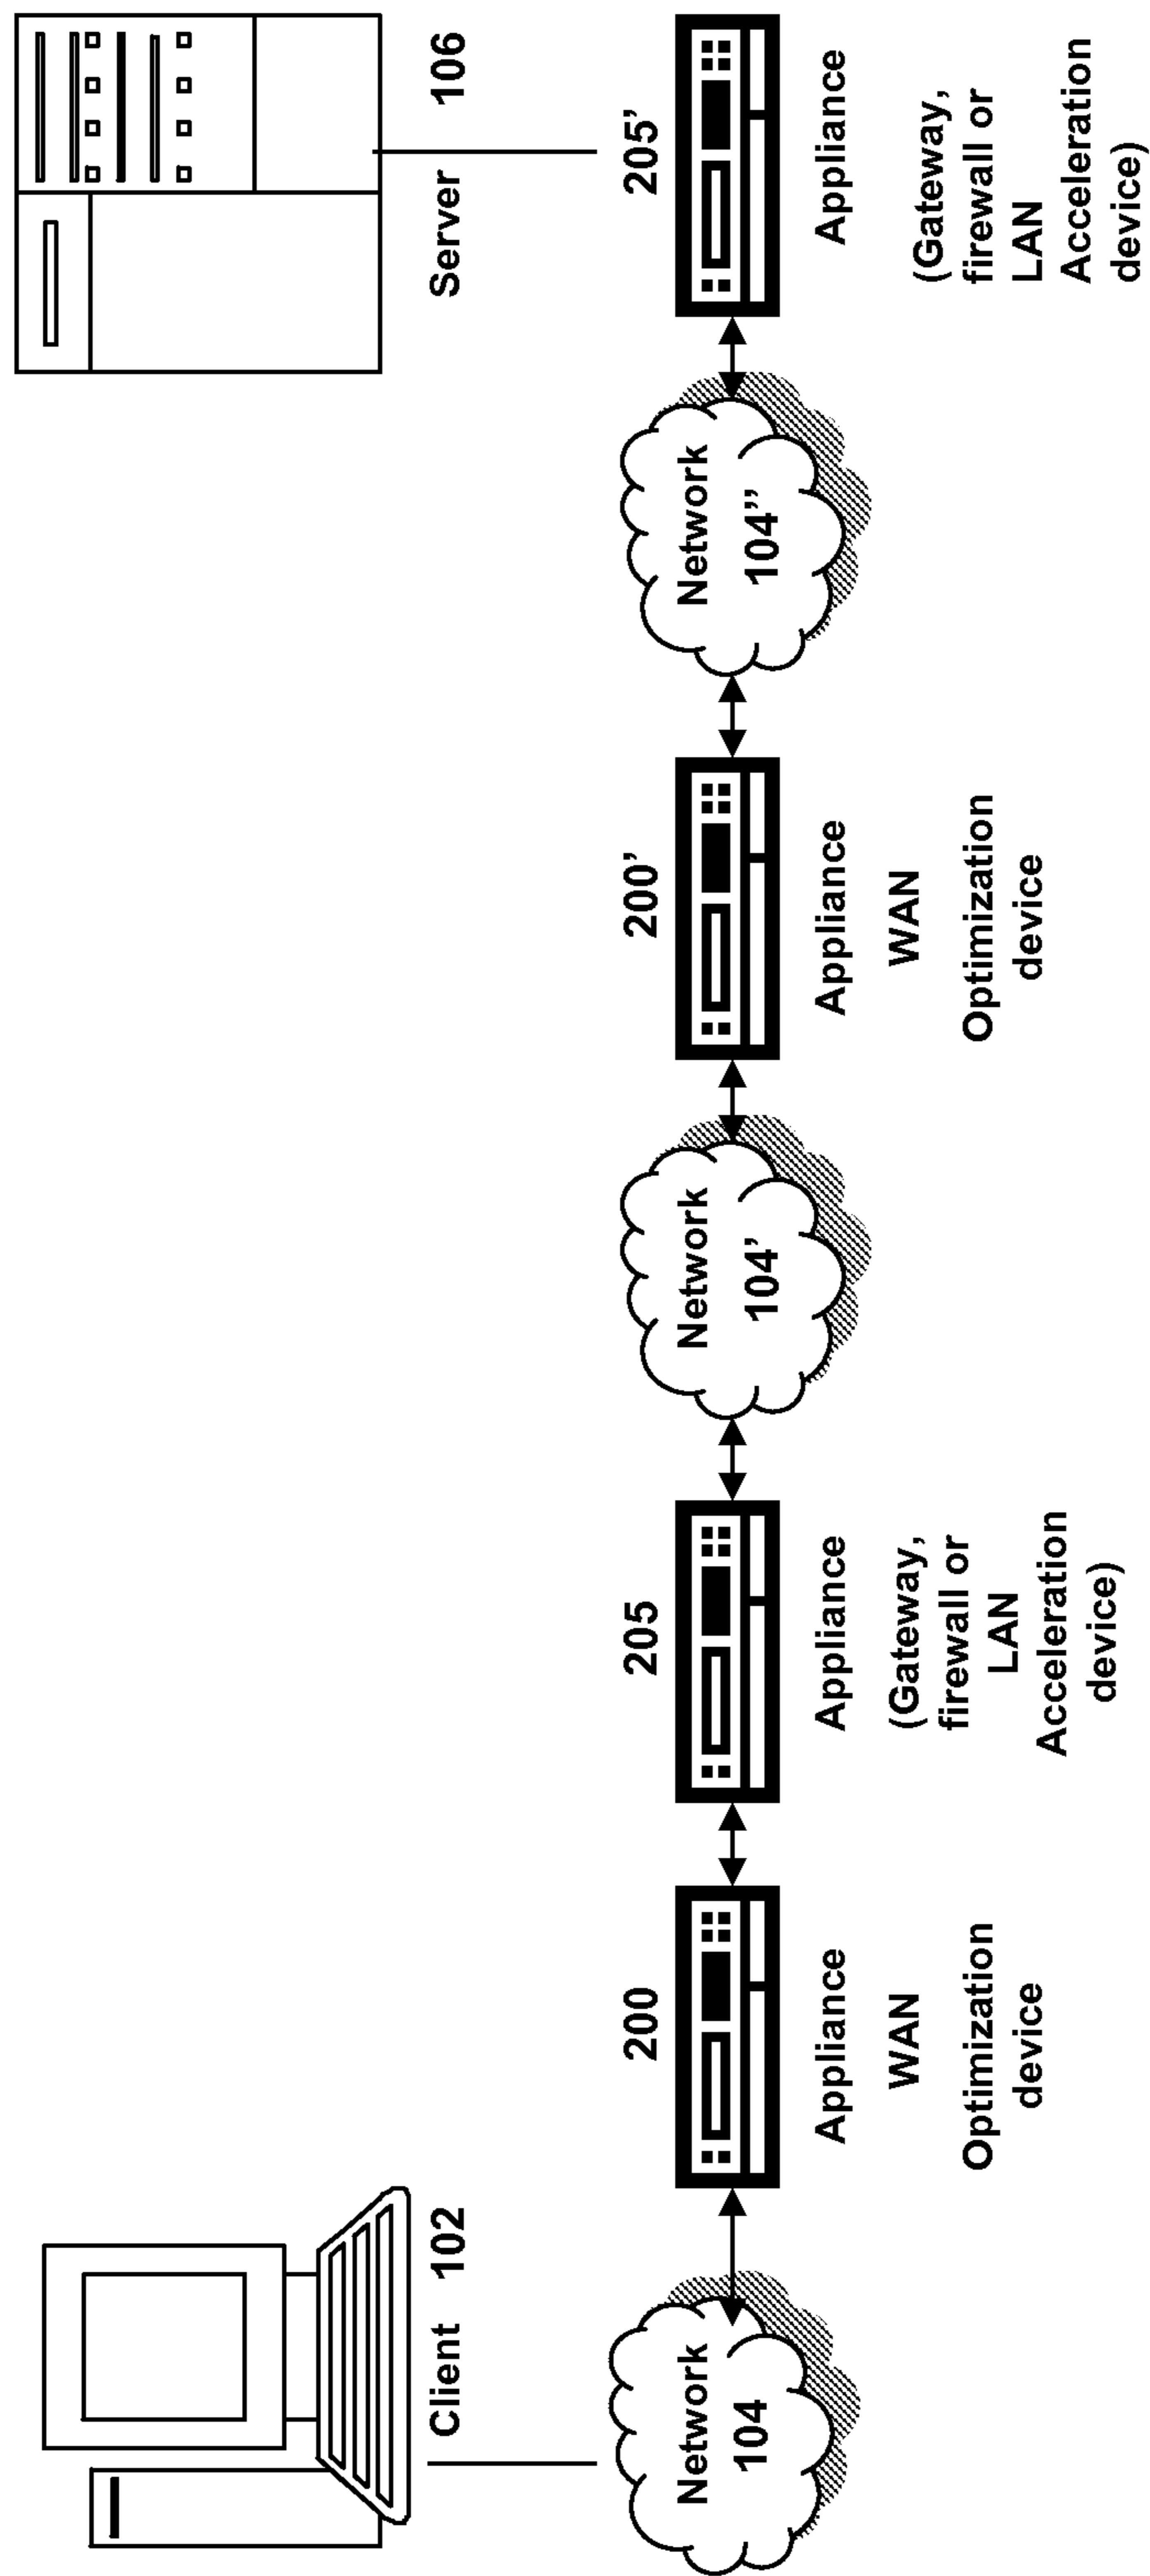 Client 102
Server 106
Network
104
200
Appliance
WAN
Optimization
device
205
Appliance
(Gateway,
firewall or
LAN
Acceleration
device)
Network
104’
200’
Appliance
WAN
Optimization
device
Network
104”
205’
Appliance
(Gateway,
firewall or
LAN
Acceleration
device)